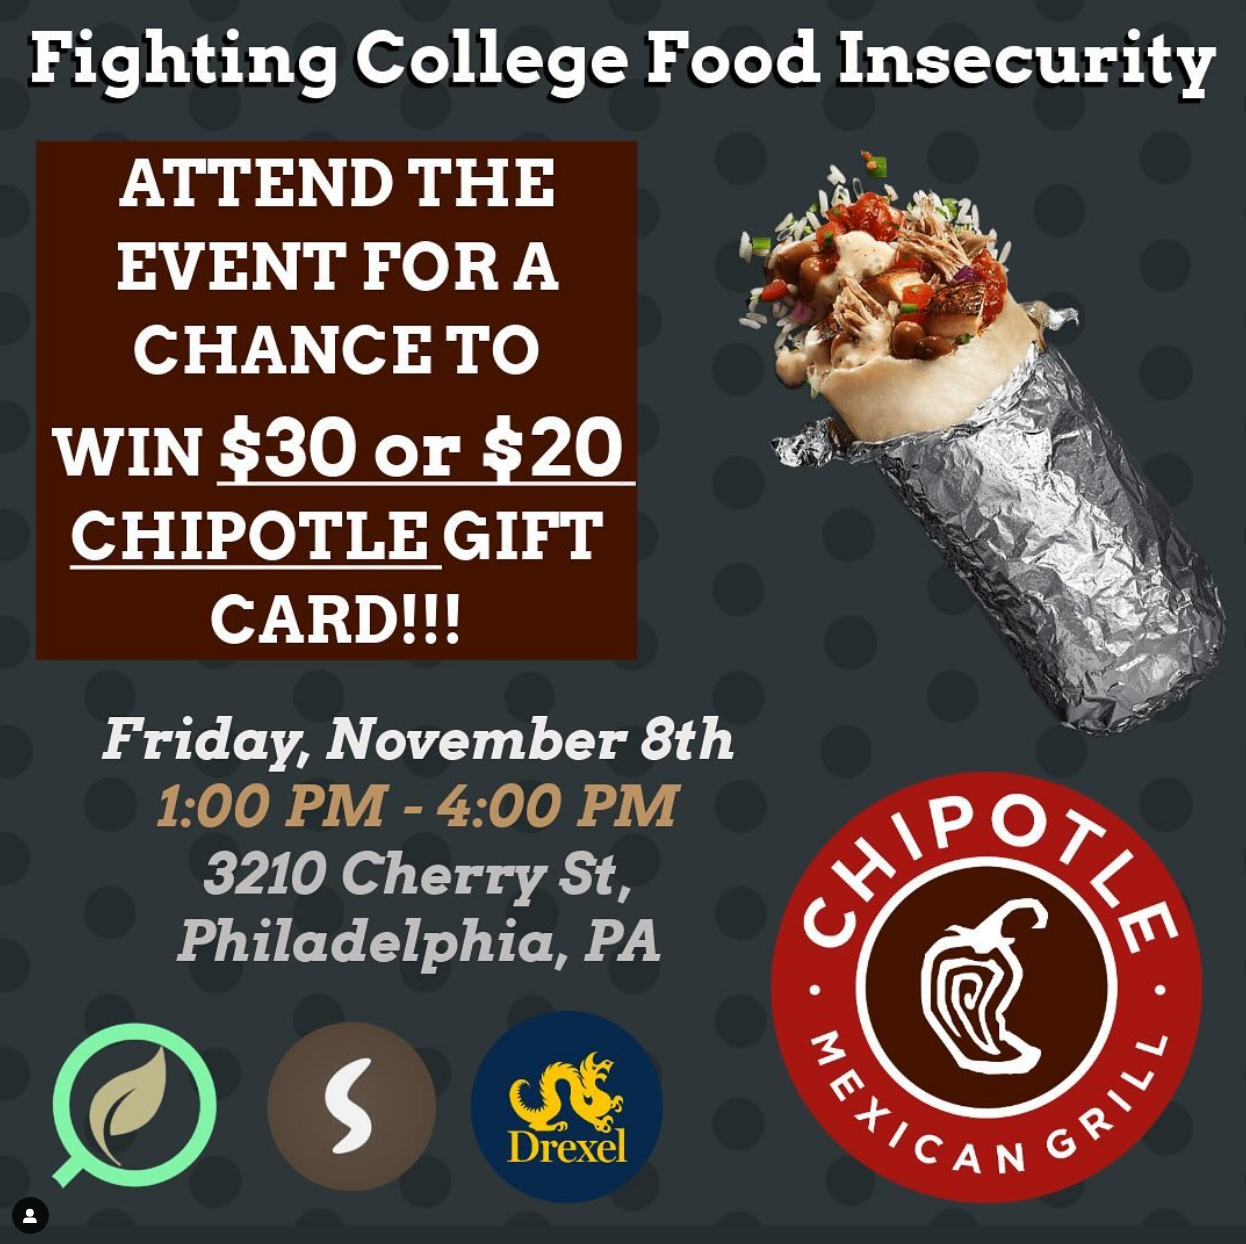 Fighting College Food Insecurity
ATTEND THE
EVENT FOR A
CHANCE TO
WIN $30 or $20
CHIPOTLE GIFT
CARD!!!
Friday, November 8th
1:00 PM - 4:00 PM
3210 Cherry St,
Philadelphia, PA
CHIPOTLE
MEXICAN GRILL
S
Drexel